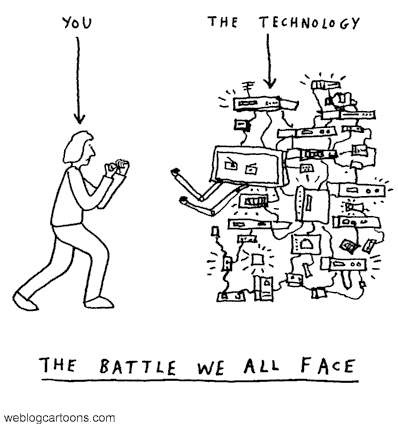 YOU
THE TECHNOLOGY
THE BATTLE WE ALL FACE
weblogcartoons.com